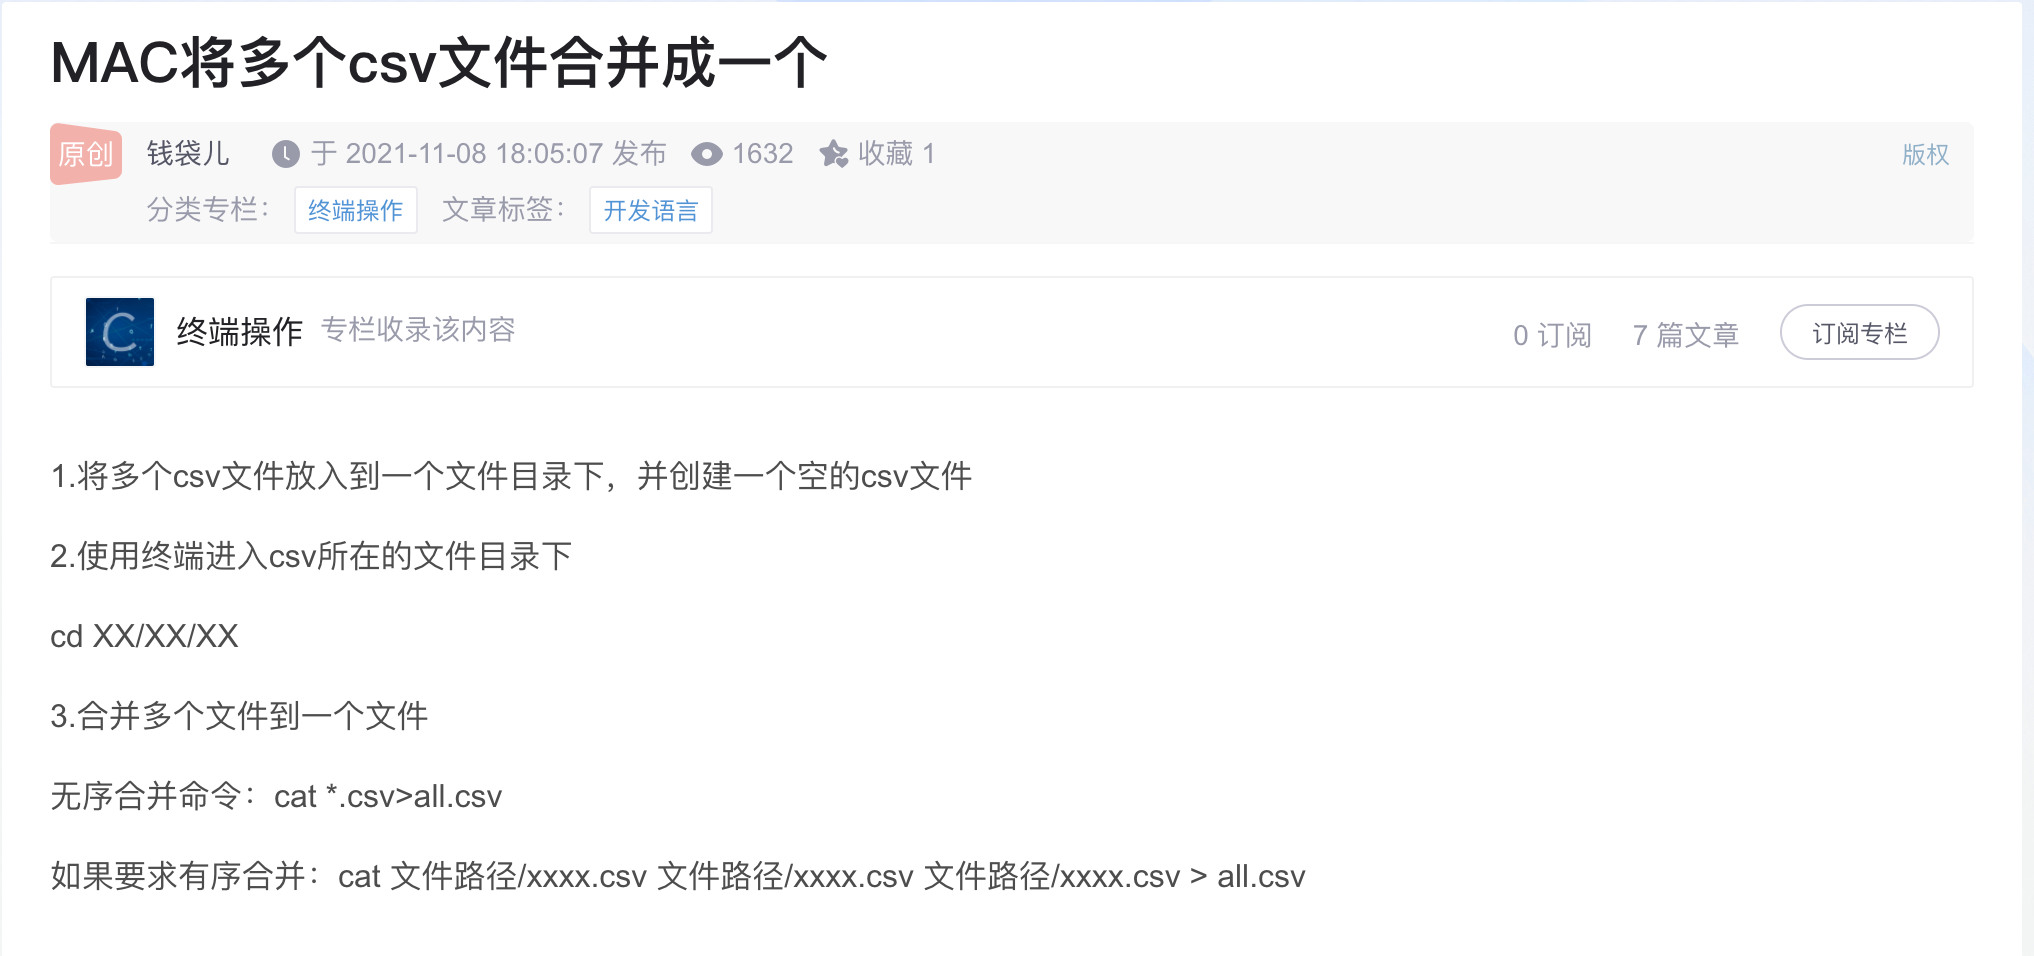 MAC将多个csv文件合并成一个
原创 钱袋儿 于 2021-11-08 18:05:07 发布 1632 收藏 1 版权
分类专栏： 终端操作 文章标签： 开发语言
C 终端操作 专栏收录该内容 0 订阅 7 篇文章 订阅专栏
1.将多个csv文件放入到一个文件目录下，并创建一个空的csv文件
2.使用终端进入csv所在的文件目录下
cd XX/XX/XX
3.合并多个文件到一个文件
无序合并命令：cat *.csv>all.csv
如果要求有序合并：cat 文件路径/xxxx.csv 文件路径/xxxx.csv 文件路径/xxxx.csv > all.csv